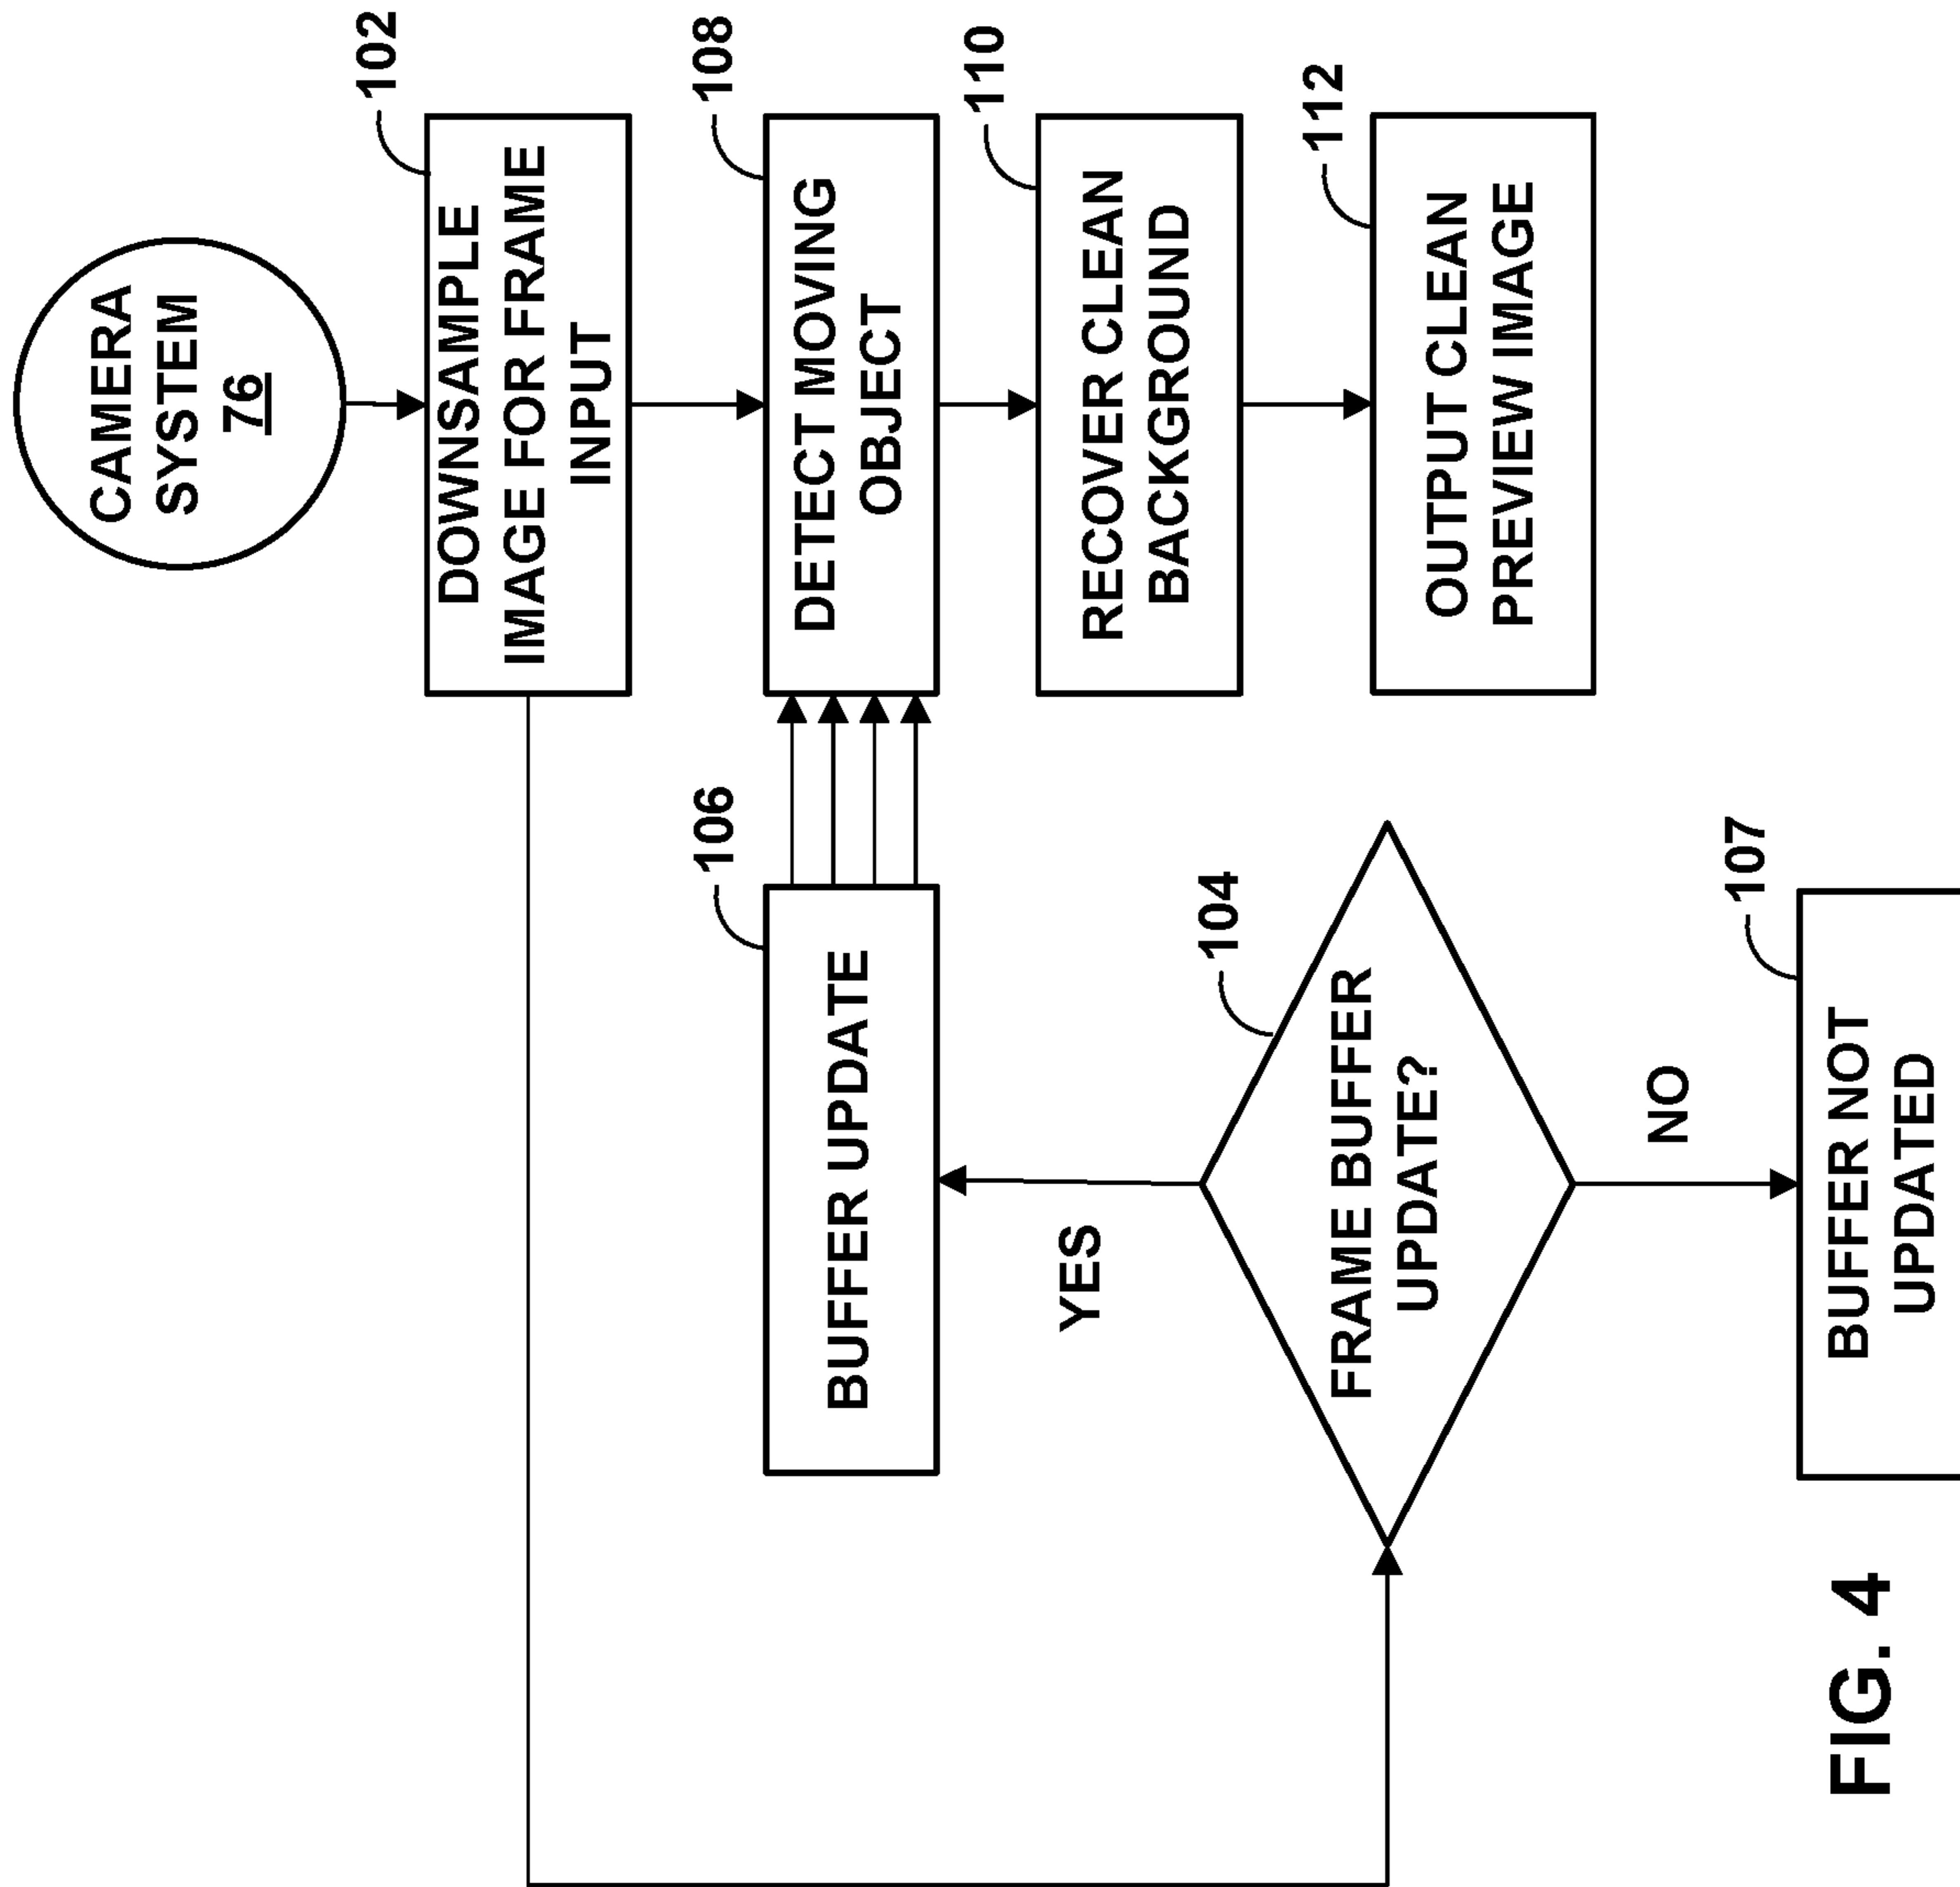 CAMERA
SYSTEM
76
102
DOWNSAMPLE
IMAGE FOR FRAME
INPUT
108
DETECT MOVING
OBJECT
106
BUFFER UPDATE
110
RECOVER CLEAN
BACKGROUND
YES
104
FRAME BUFFER
UPDATE?
112
OUTPUT CLEAN
PREVIEW IMAGE
NO
107
BUFFER NOT
UPDATED
FIG. 4